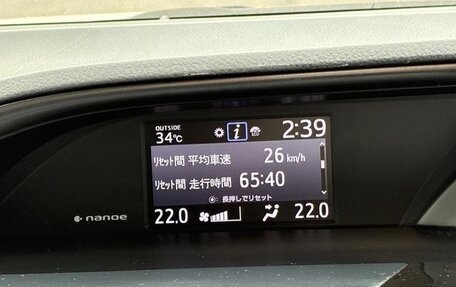 OUTSIDE
34℃ i ECO 2:39
ﾘｾｯﾄ間 平均車速 26 km/h
ﾘｾｯﾄ間 走行時間 65:40
:長押しでリセット
nanoe
22.0 22.0